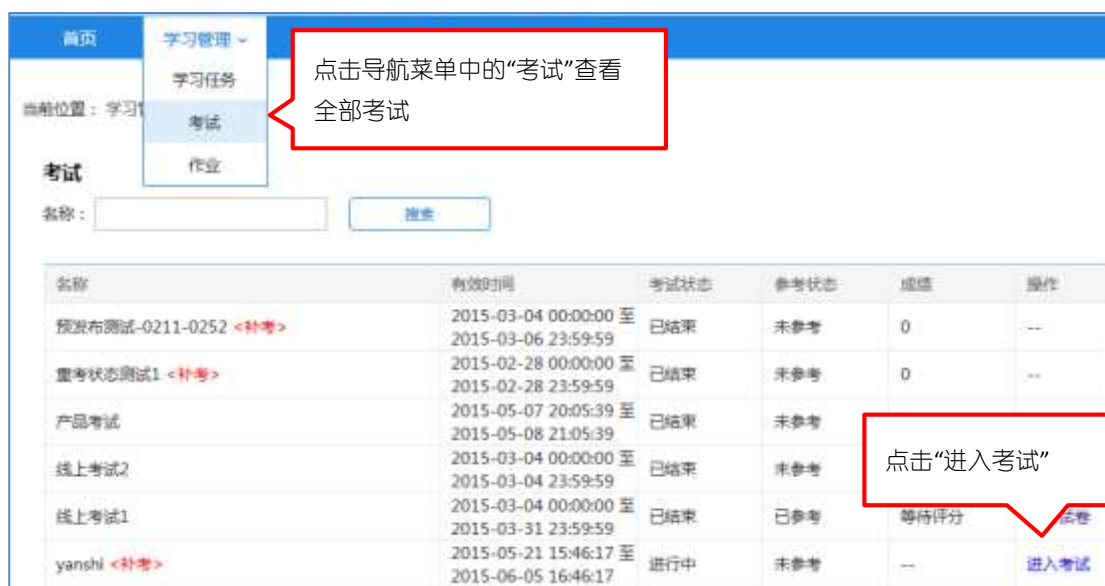 首页 学习管理
学习任务
点击导航菜单中的“考试”查看
全部考试
当前位置： 学习
考试
作业
考试
名称： 搜索
名称 有效时间 考试状态 参考状态 成绩 操作
预发布测试-0211-0252 <补考> 2015-03-04 00:00:00 至 已结束 未参考 0 --
2015-03-06 23:59:59
重考状态测试1 <补考> 2015-02-28 00:00:00 至 已结束 未参考 0 --
2015-02-28 23:59:59
产品考试 2015-05-07 20:05:39 至 已结束 未参考
2015-05-08 21:05:39
线上考试2 2015-03-04 00:00:00 至 已结束 未参考
2015-03-04 23:59:59
点击“进入考试”
线上考试1 2015-03-04 00:00:00 至 已结束 已参考 等待评分 试卷
2015-03-31 23:59:59
yanshi <补考> 2015-05-21 15:46:17 至 进行中 未参考 -- 进入考试
2015-06-05 16:46:17